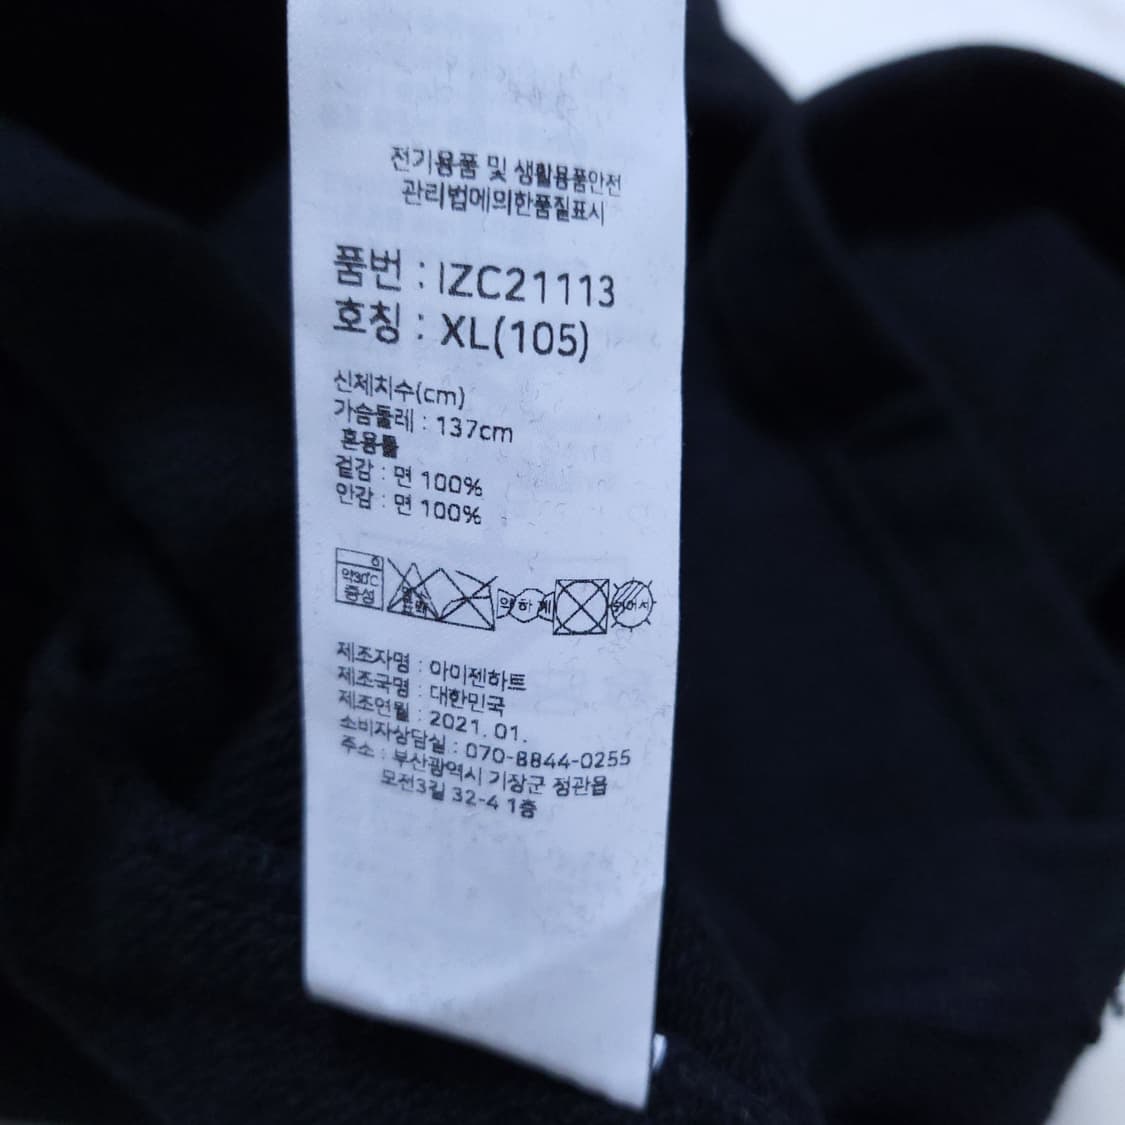 전기용품 및 생활용품안전
관리법에의한품질표시
품번 : IZC21113
호칭 : XL(105)
신체치수(cm)
가슴둘레 : 137cm
혼용률
겉감 : 면 100%
안감 : 면 100%
약30℃
중성
약하게
뉘어서
제조자명 : 아이젠하트
제조국명 : 대한민국
제조연월 : 2021. 01.
소비자상담실 : 070-8844-0255
주소 : 부산광역시 기장군 정관읍
모전3길 32-4 1층